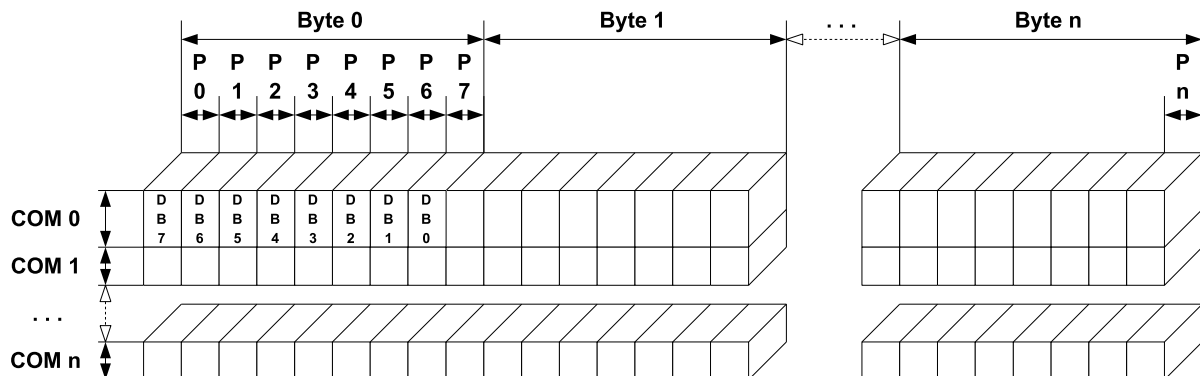 Byte 0 Byte 1 . . . Byte n
P P P P P P P P P
0 1 2 3 4 5 6 7 n
COM 0
D D D D D D D D
B B B B B B B B
7 6 5 4 3 2 1 0
COM 1
. . .
COM n